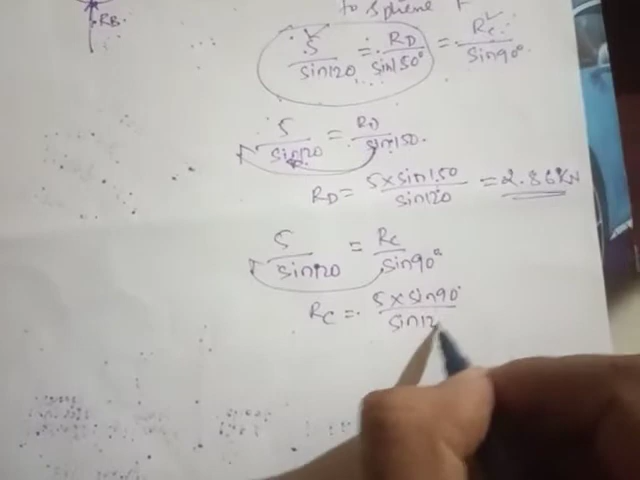 to sphere
RB
5/sin120 = RD/sin150° = Rc/sin90°
5/sin120 = RD/sin150.
RD = 5×sin150/sin120 = 2.86KN
5/sin120 = Rc/sin90°
Rc = 5×sin90°/sin12